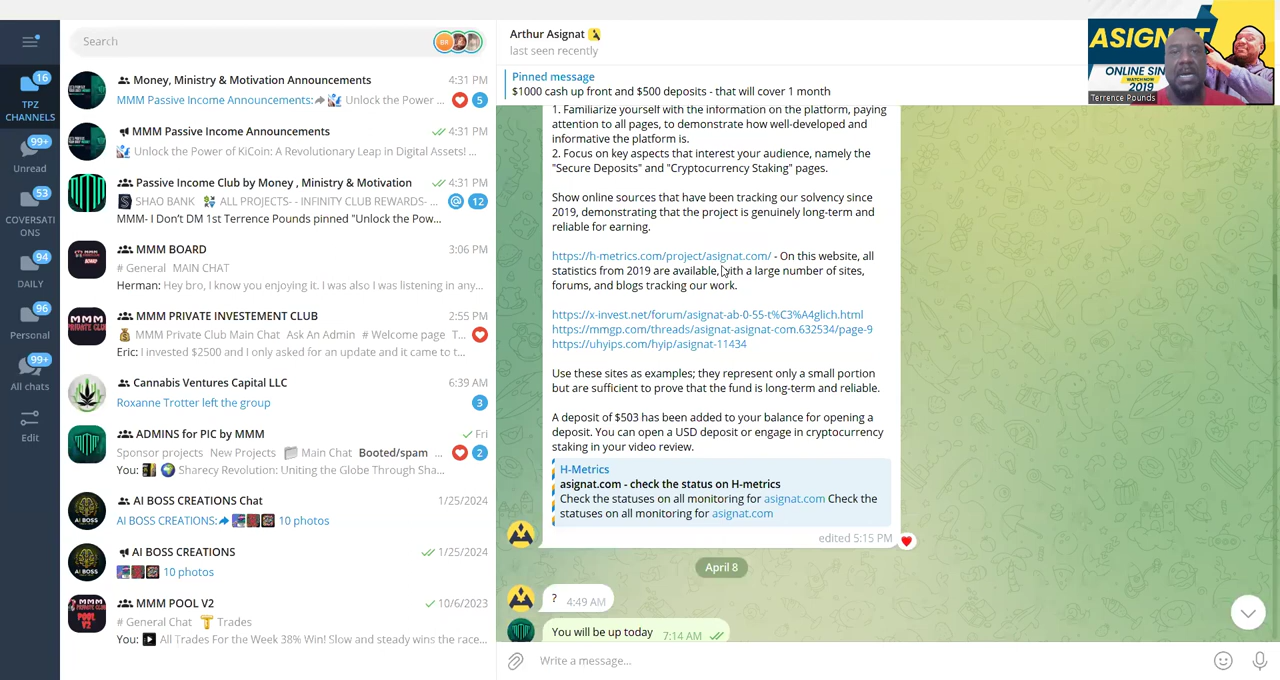 Search
BR
16
TPZ
CHANNELS
99+
Unread
53
COVERSATI
ONS
94
DAILY
96
Personal
99+
All chats
Edit
Money, Ministry & Motivation Announcements 4:31 PM
MMM Passive Income Announcements: Unlock the Power ... 5
MMM Passive Income Announcements 4:31 PM
Unlock the Power of KiCoin: A Revolutionary Leap in Digital Assets! ...
Passive Income Club by Money , Ministry & Motivation 4:31 PM
SHAO BANK ALL PROJECTS- - INFINITY CLUB REWARDS- ... @ 12
MMM- I Don't DM 1st Terrence Pounds pinned "Unlock the Pow...
MMM BOARD 3:06 PM
# General MAIN CHAT
Herman: Hey bro, I know you enjoying it. I was also I was listening in any...
MMM PRIVATE INVESTEMENT CLUB 2:55 PM
MMM Private Club Main Chat Ask An Admin # Welcome page T...
Eric: I invested $2500 and I only asked for an update and it came to t...
Cannabis Ventures Capital LLC 6:39 AM
Roxanne Trotter left the group 3
ADMINS for PIC by MMM Fri
Sponsor projects New Projects Main Chat Booted/spam ... 2
You: Sharecy Revolution: Uniting the Globe Through Sha...
AI BOSS CREATIONS Chat 1/25/2024
AI BOSS CREATIONS: 10 photos
AI BOSS CREATIONS 1/25/2024
10 photos
MMM POOL V2 10/6/2023
# General Chat Trades
You: All Trades For the Week 38% Win! Slow and steady wins the race...
Arthur Asignat
last seen recently
Pinned message
$1000 cash up front and $500 deposits - that will cover 1 month
1. Familiarize yourself with the information on the platform, paying
attention to all pages, to demonstrate how well-developed and
informative the platform is.
2. Focus on key aspects that interest your audience, namely the
"Secure Deposits" and "Cryptocurrency Staking" pages.
Show online sources that have been tracking our solvency since
2019, demonstrating that the project is genuinely long-term and
reliable for earning.
https://h-metrics.com/project/asignat.com/ - On this website, all
statistics from 2019 are available, with a large number of sites,
forums, and blogs tracking our work.
https://x-invest.net/forum/asignat-ab-0-55-t%C3%A4glich.html
https://mmgp.com/threads/asignat-asignat-com.632534/page-9
https://uhyips.com/hyip/asignat-11434
Use these sites as examples; they represent only a small portion
but are sufficient to prove that the fund is long-term and reliable.
A deposit of $503 has been added to your balance for opening a
deposit. You can open a USD deposit or engage in cryptocurrency
staking in your video review.
H-Metrics
asignat.com - check the status on H-metrics
Check the statuses on all monitoring for asignat.com Check the
statuses on all monitoring for asignat.com
edited 5:15 PM
April 8
? 4:49 AM
You will be up today 7:14 AM
Write a message...
ONLINE SIN
WATCH NOW
Terrence Pounds